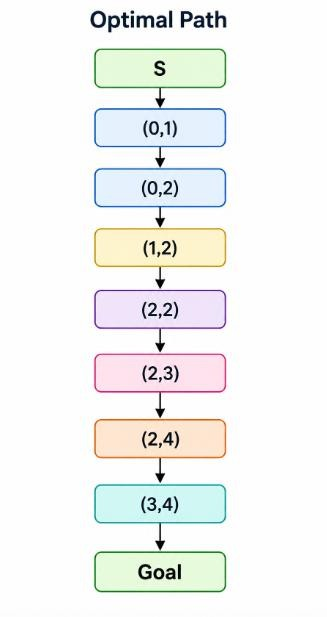 Optimal Path
S
(0,1)
(0,2)
(1,2)
(2,2)
(2,3)
(2,4)
(3,4)
Goal